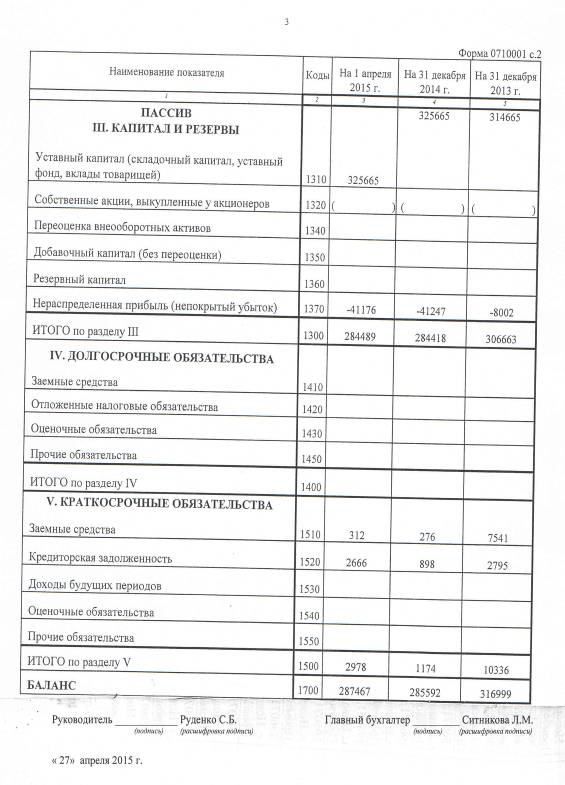 3
Форма 0710001 с.2
Наименование показателя Коды На 1 апреля 2015 г. На 31 декабря 2014 г. На 31 декабря 2013 г.
1 2 3 4 5
ПАССИВ 325665 314665
III. КАПИТАЛ И РЕЗЕРВЫ
Уставный капитал (складочный капитал, уставный
фонд, вклады товарищей) 1310 325665
Собственные акции, выкупленные у акционеров 1320 ( ) ( ) ( )
Переоценка внеооборотных активов 1340
Добавочный капитал (без переоценки) 1350
Резервный капитал 1360
Нераспределенная прибыль (непокрытый убыток) 1370 -41176 -41247 -8002
ИТОГО по разделу III 1300 284489 284418 306663
IV. ДОЛГОСРОЧНЫЕ ОБЯЗАТЕЛЬСТВА
Заемные средства 1410
Отложенные налоговые обязательства 1420
Оценочные обязательства 1430
Прочие обязательства 1450
ИТОГО по разделу IV 1400
V. КРАТКОСРОЧНЫЕ ОБЯЗАТЕЛЬСТВА
Заемные средства 1510 312 276 7541
Кредиторская задолженность 1520 2666 898 2795
Доходы будущих периодов 1530
Оценочные обязательства 1540
Прочие обязательства 1550
ИТОГО по разделу V 1500 2978 1174 10336
БАЛАНС 1700 287467 285592 316999
Руководитель ____________ Руденко С.Б. Главный бухгалтер _________ Ситникова Л.М.
(подпись) (расшифровка подписи) (подпись) (расшифровка подписи)
« 27» апреля 2015 г.